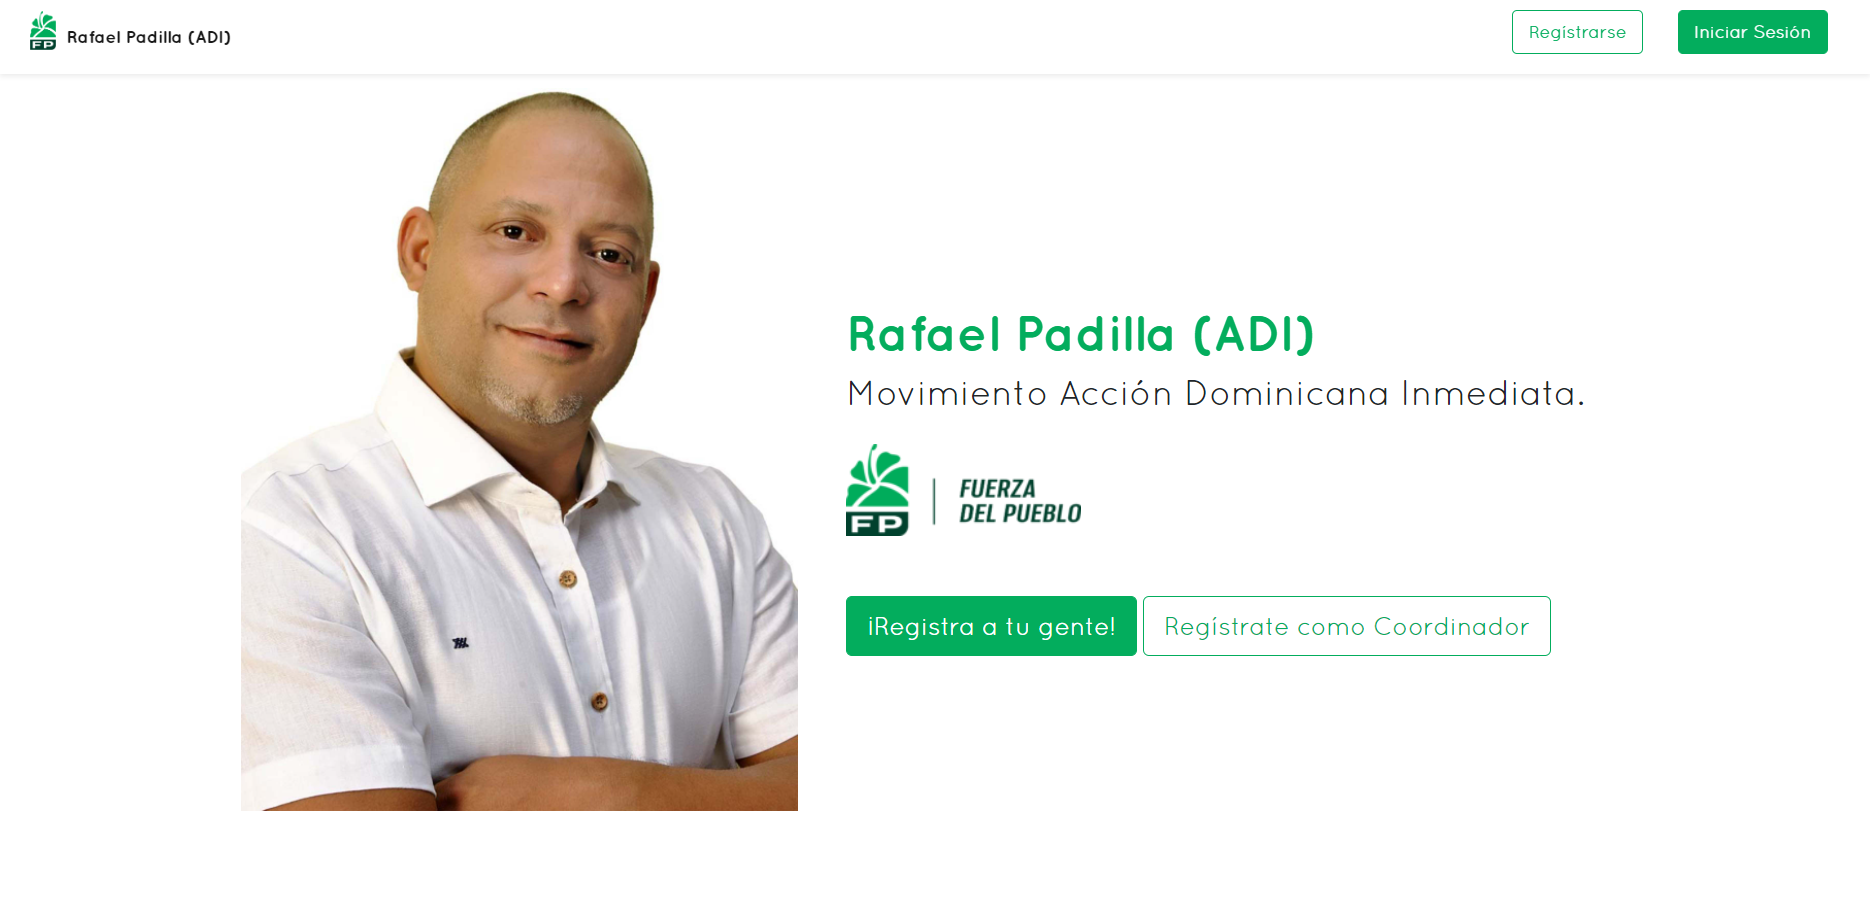 FP
Rafael Padilla (ADI)
Registrarse
Iniciar Sesión
Rafael Padilla (ADI)
Movimiento Acción Dominicana Inmediata.
FP
FUERZA
DEL PUEBLO
¡Registra a tu gente!
Regístrate como Coordinador